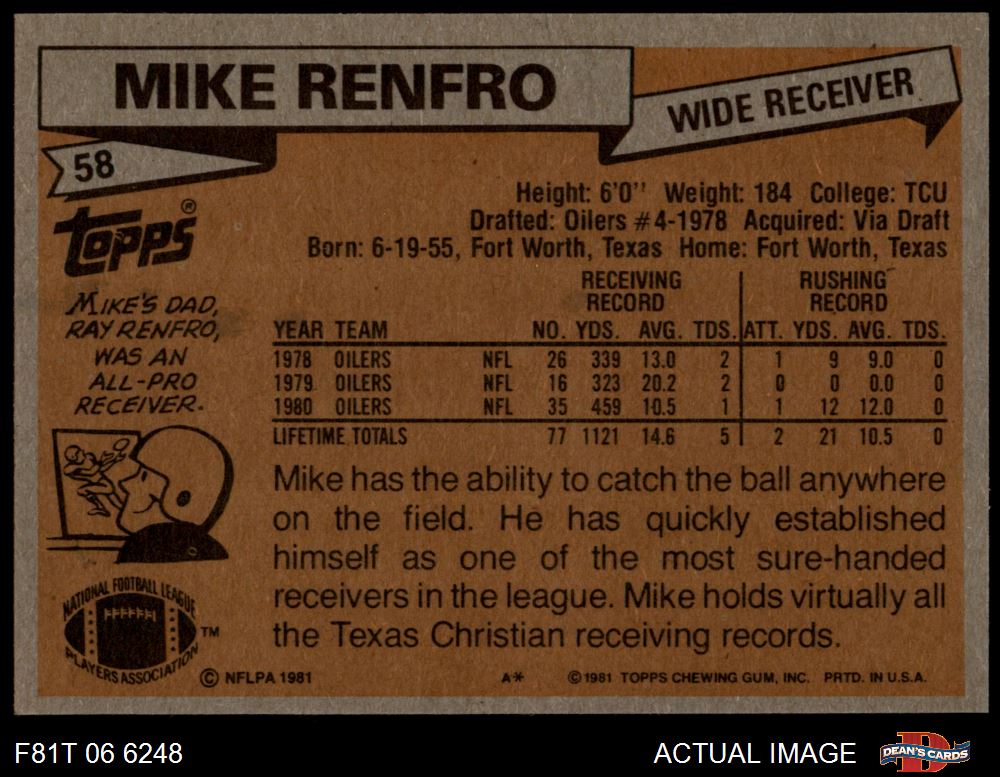 MIKE RENFRO
WIDE RECEIVER
58
Topps®
Height: 6'0'' Weight: 184 College: TCU
Drafted: Oilers #4-1978 Acquired: Via Draft
Born: 6-19-55, Fort Worth, Texas Home: Fort Worth, Texas
MIKE'S DAD,
RAY RENFRO,
WAS AN
ALL-PRO
RECEIVER.
RECEIVING RUSHING
RECORD RECORD
YEAR TEAM NO. YDS. AVG. TDS. ATT. YDS. AVG. TDS.
1978 OILERS NFL 26 339 13.0 2 1 9 9.0 0
1979 OILERS NFL 16 323 20.2 2 0 0 0.0 0
1980 OILERS NFL 35 459 10.5 1 1 12 12.0 0
LIFETIME TOTALS 77 1121 14.6 5 2 21 10.5 0
Mike has the ability to catch the ball anywhere
on the field. He has quickly established
himself as one of the most sure-handed
receivers in the league. Mike holds virtually all
the Texas Christian receiving records.
NATIONAL FOOTBALL LEAGUE
PLAYERS ASSOCIATION
TM
© NFLPA 1981 A* ©1981 TOPPS CHEWING GUM, INC. PRTD. IN U.S.A.
F81T 06 6248 ACTUAL IMAGE DEAN'S CARDS